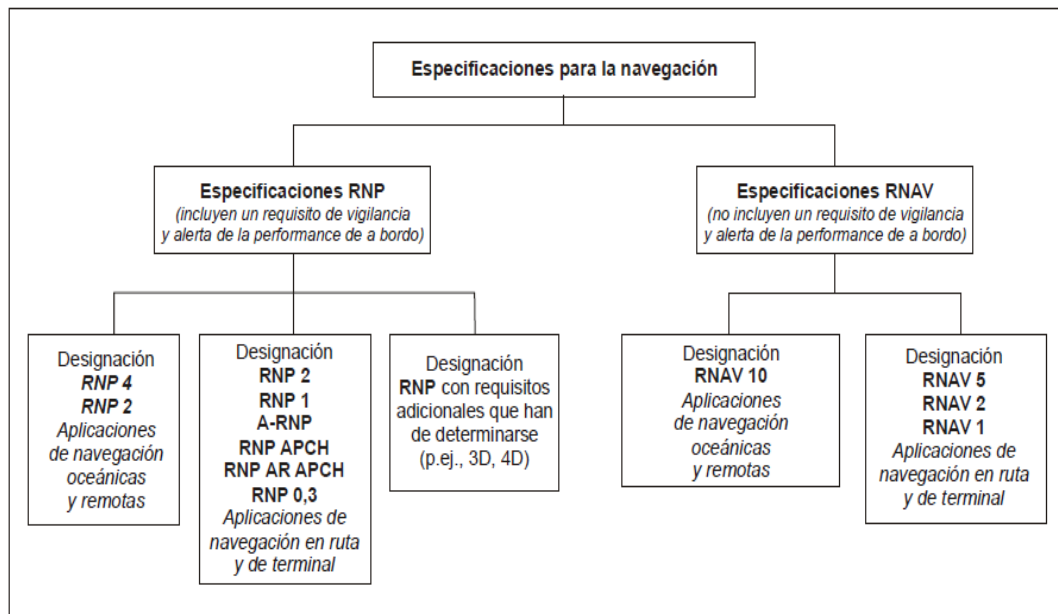 Especificaciones para la navegación
Especificaciones RNP
(incluyen un requisito de vigilancia
y alerta de la performance de a bordo)
Especificaciones RNAV
(no incluyen un requisito de vigilancia
y alerta de la performance de a bordo)
Designación
RNP 4
RNP 2
Aplicaciones
de navegación
oceánicas
y remotas
Designación
RNP 2
RNP 1
A-RNP
RNP APCH
RNP AR APCH
RNP 0,3
Aplicaciones de
navegación en ruta
y de terminal
Designación
RNP con requisitos
adicionales que han
de determinarse
(p.ej., 3D, 4D)
Designación
RNAV 10
Aplicaciones
de navegación
oceánicas
y remotas
Designación
RNAV 5
RNAV 2
RNAV 1
Aplicaciones de
navegación en ruta
y de terminal